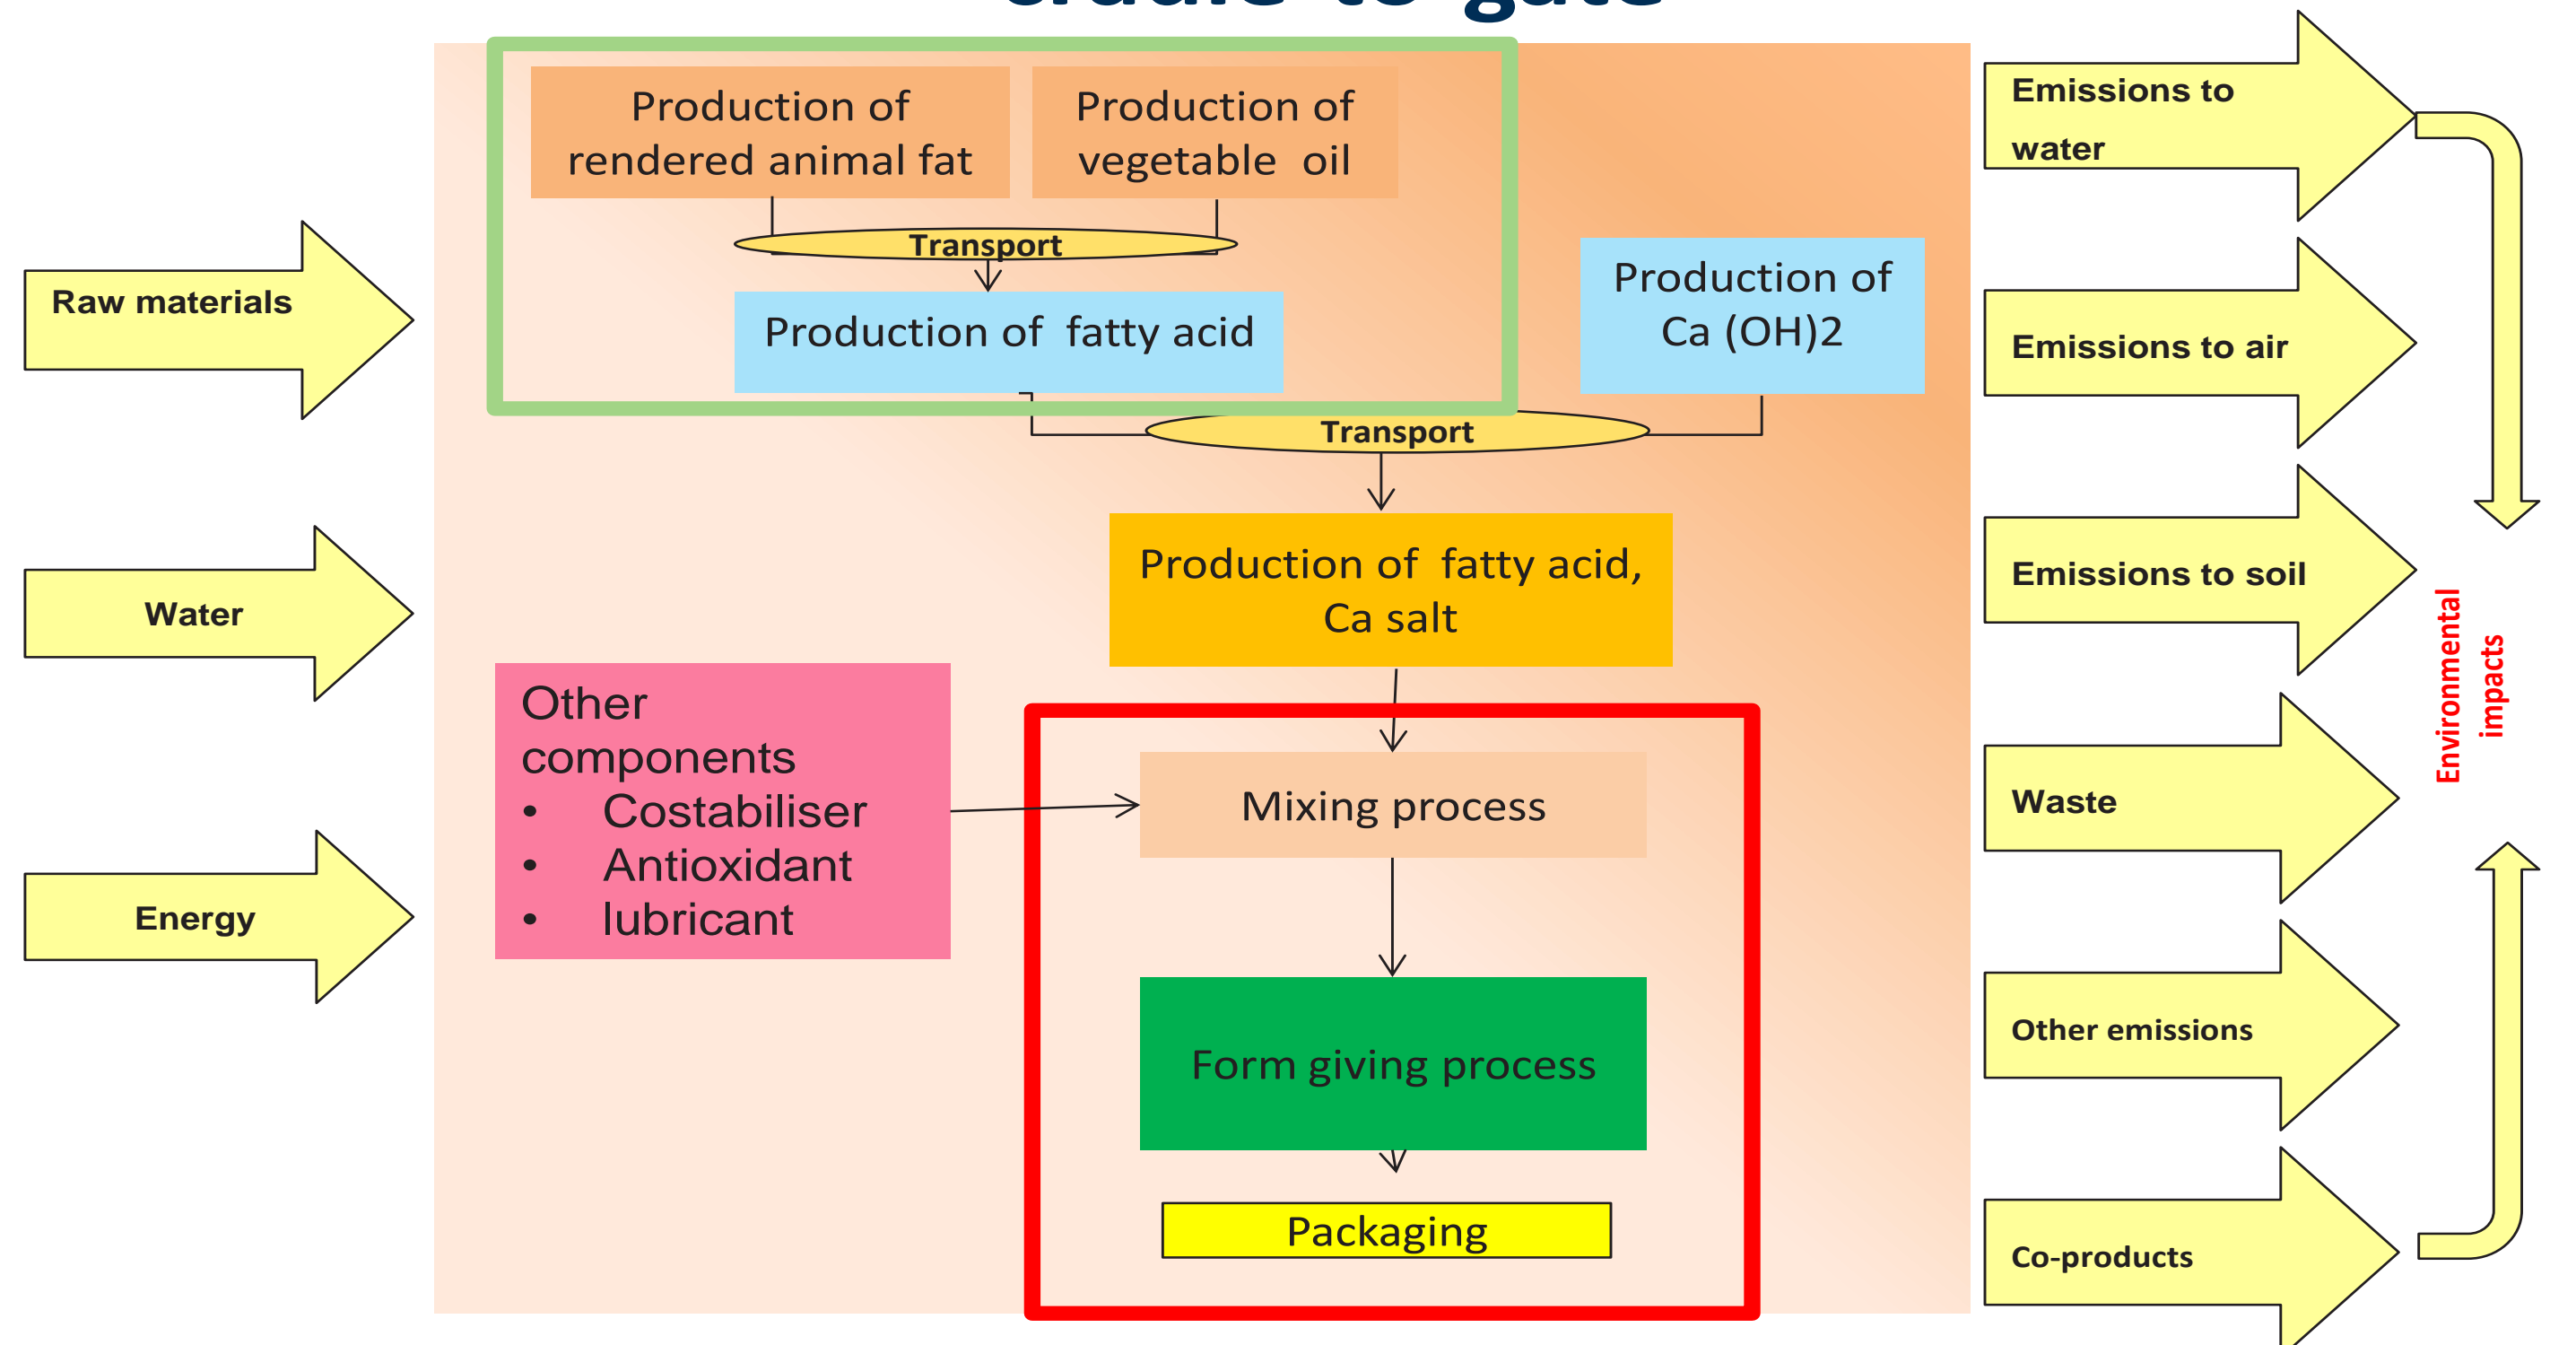 cradle-to-gate
Production of
rendered animal fat
Production of
vegetable oil
Transport
Production of fatty acid
Production of
Ca (OH)2
Transport
Production of fatty acid,
Ca salt
Other
components
• Costabiliser
• Antioxidant
• lubricant
Mixing process
Form giving process
Packaging
Raw materials
Water
Energy
Emissions to
water
Emissions to air
Emissions to soil
Waste
Other emissions
Co-products
Environmental
impacts